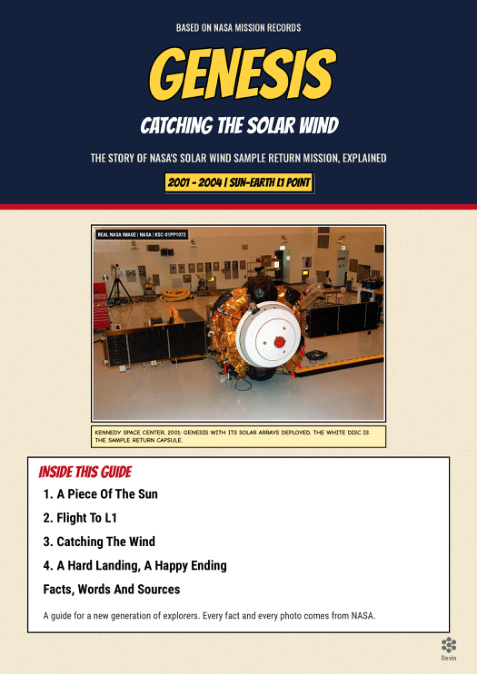 BASED ON NASA MISSION RECORDS
GENESIS
CATCHING THE SOLAR WIND
THE STORY OF NASA'S SOLAR WIND SAMPLE RETURN MISSION, EXPLAINED
2001 - 2004 | SUN-EARTH L1 POINT
REAL NASA IMAGE | NASA | KSC-01PP1072
KENNEDY SPACE CENTER, 2001: GENESIS WITH ITS SOLAR ARRAYS DEPLOYED. THE WHITE DISC IS
THE SAMPLE RETURN CAPSULE.
INSIDE THIS GUIDE
1. A Piece Of The Sun
2. Flight To L1
3. Catching The Wind
4. A Hard Landing, A Happy Ending
Facts, Words And Sources
A guide for a new generation of explorers. Every fact and every photo comes from NASA.
Devin